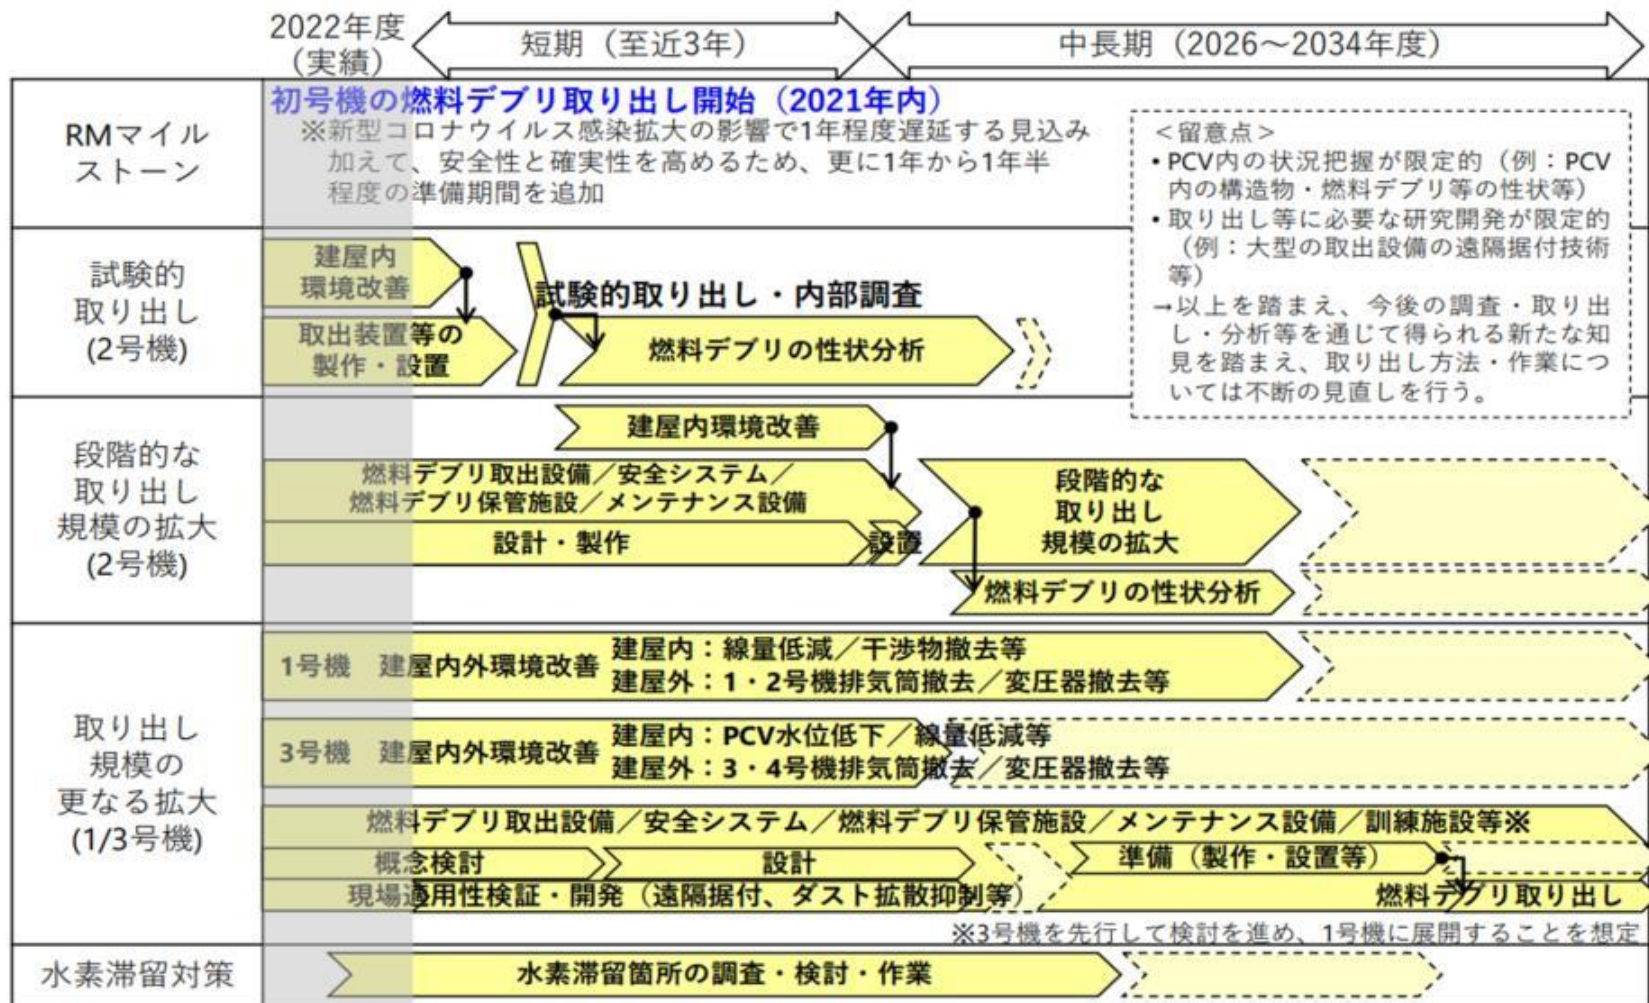 2022年度
（実績）
短期（至近3年）
中長期（2026～2034年度）
RMマイル
ストーン
初号機の燃料デブリ取り出し開始（2021年内）
※新型コロナウイルス感染拡大の影響で1年程度遅延する見込み
加えて、安全性と確実性を高めるため、更に1年から1年半
程度の準備期間を追加
＜留意点＞
• PCV内の状況把握が限定的（例：PCV
内の構造物・燃料デブリ等の性状等）
• 取り出し等に必要な研究開発が限定的
（例：大型の取出設備の遠隔据付技術
等）
→以上を踏まえ、今後の調査・取り出
し・分析等を通じて得られる新たな知
見を踏まえ、取り出し方法・作業につ
いては不断の見直しを行う。
試験的
取り出し
(2号機)
建屋内
環境改善
取出装置等の
製作・設置
試験的取り出し・内部調査
燃料デブリの性状分析
段階的な
取り出し
規模の拡大
(2号機)
建屋内環境改善
燃料デブリ取出設備／安全システム／
燃料デブリ保管施設／メンテナンス設備
設計・製作
設置
段階的な
取り出し
規模の拡大
燃料デブリの性状分析
取り出し
規模の
更なる拡大
(1/3号機)
1号機　建屋内外環境改善
建屋内：線量低減／干渉物撤去等
建屋外：1・2号機排気筒撤去／変圧器撤去等
3号機　建屋内外環境改善
建屋内：PCV水位低下／線量低減等
建屋外：3・4号機排気筒撤去／変圧器撤去等
燃料デブリ取出設備／安全システム／燃料デブリ保管施設／メンテナンス設備／訓練施設等※
概念検討
設計
準備（製作・設置等）
現場適用性検証・開発（遠隔据付、ダスト拡散抑制等）
燃料デブリ取り出し
※3号機を先行して検討を進め、1号機に展開することを想定
水素滞留対策
水素滞留箇所の調査・検討・作業